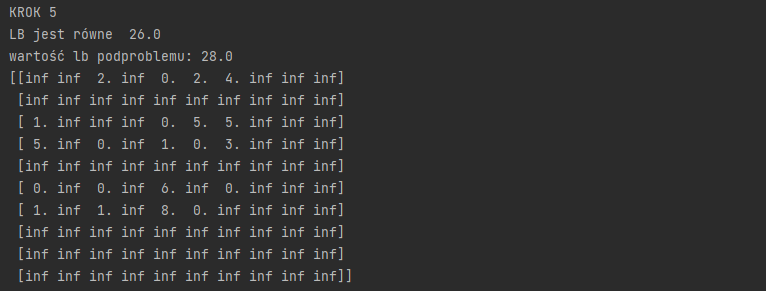 KROK 5
LB jest równe  26.0
wartość lb podproblemu: 28.0
[[inf inf  2. inf  0.  2.  4. inf inf inf]
 [inf inf inf inf inf inf inf inf inf inf]
 [ 1. inf inf inf  0.  5.  5. inf inf inf]
 [ 5. inf  0. inf  1.  0.  3. inf inf inf]
 [inf inf inf inf inf inf inf inf inf inf]
 [ 0. inf  0. inf  6. inf  0. inf inf inf]
 [ 1. inf  1. inf  8.  0. inf inf inf inf]
 [inf inf inf inf inf inf inf inf inf inf]
 [inf inf inf inf inf inf inf inf inf inf]
 [inf inf inf inf inf inf inf inf inf inf]]